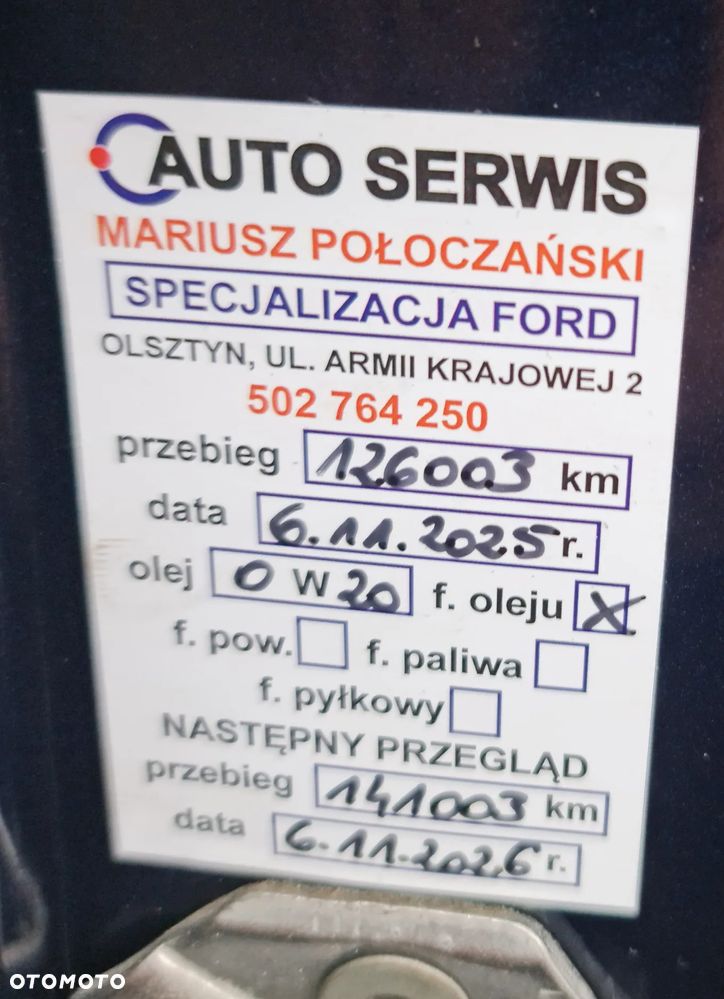 AUTO SERWIS
MARIUSZ POŁOCZAŃSKI
SPECJALIZACJA FORD
OLSZTYN, UL. ARMII KRAJOWEJ 2
502 764 250
przebieg 126003 km
data 6.11.2025 r.
olej 0 W 20 f. oleju X
f. pow. f. paliwa
f. pyłkowy
NASTĘPNY PRZEGLĄD
przebieg 141003 km
data 6.11.2026 r.
OTOMOTO